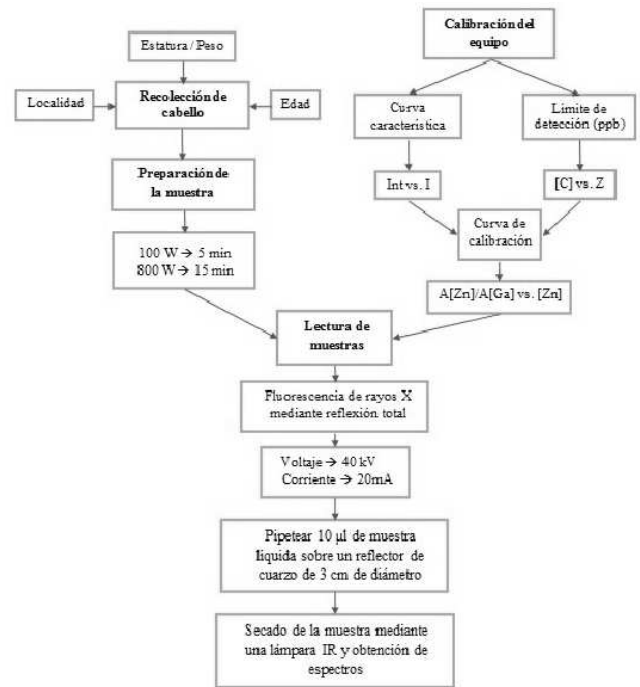 Estatura / Peso
Localidad
Recolección de
cabello
Edad
Preparación de
la muestra
100 W → 5 min
800 W → 15 min
Calibración del
equipo
Curva
característica
Límite de
detección (ppb)
Int vs. I
[C] vs. Z
Curva de
calibración
A[Zn]/A[Ga] vs. [Zn]
Lectura de
muestras
Fluorescencia de rayos X
mediante reflexión total
Voltaje → 40 kV
Corriente → 20mA
Pipetear 10 µl de muestra
líquida sobre un reflector de
cuarzo de 3 cm de diámetro
Secado de la muestra mediante
una lámpara IR y obtención de
espectros